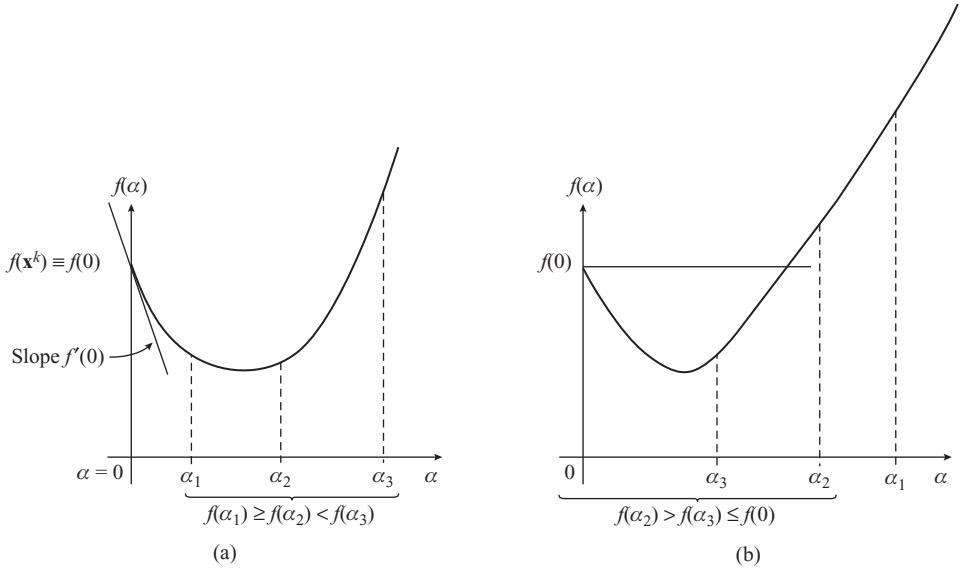 f(α)
f(x^k) ≡ f(0)
Slope f′(0)
α = 0
α₁
α₂
α₃
α
f(α₁) ≥ f(α₂) < f(α₃)
(a)
f(α)
f(0)
0
α₃
α₂
α₁
α
f(α₂) > f(α₃) ≤ f(0)
(b)